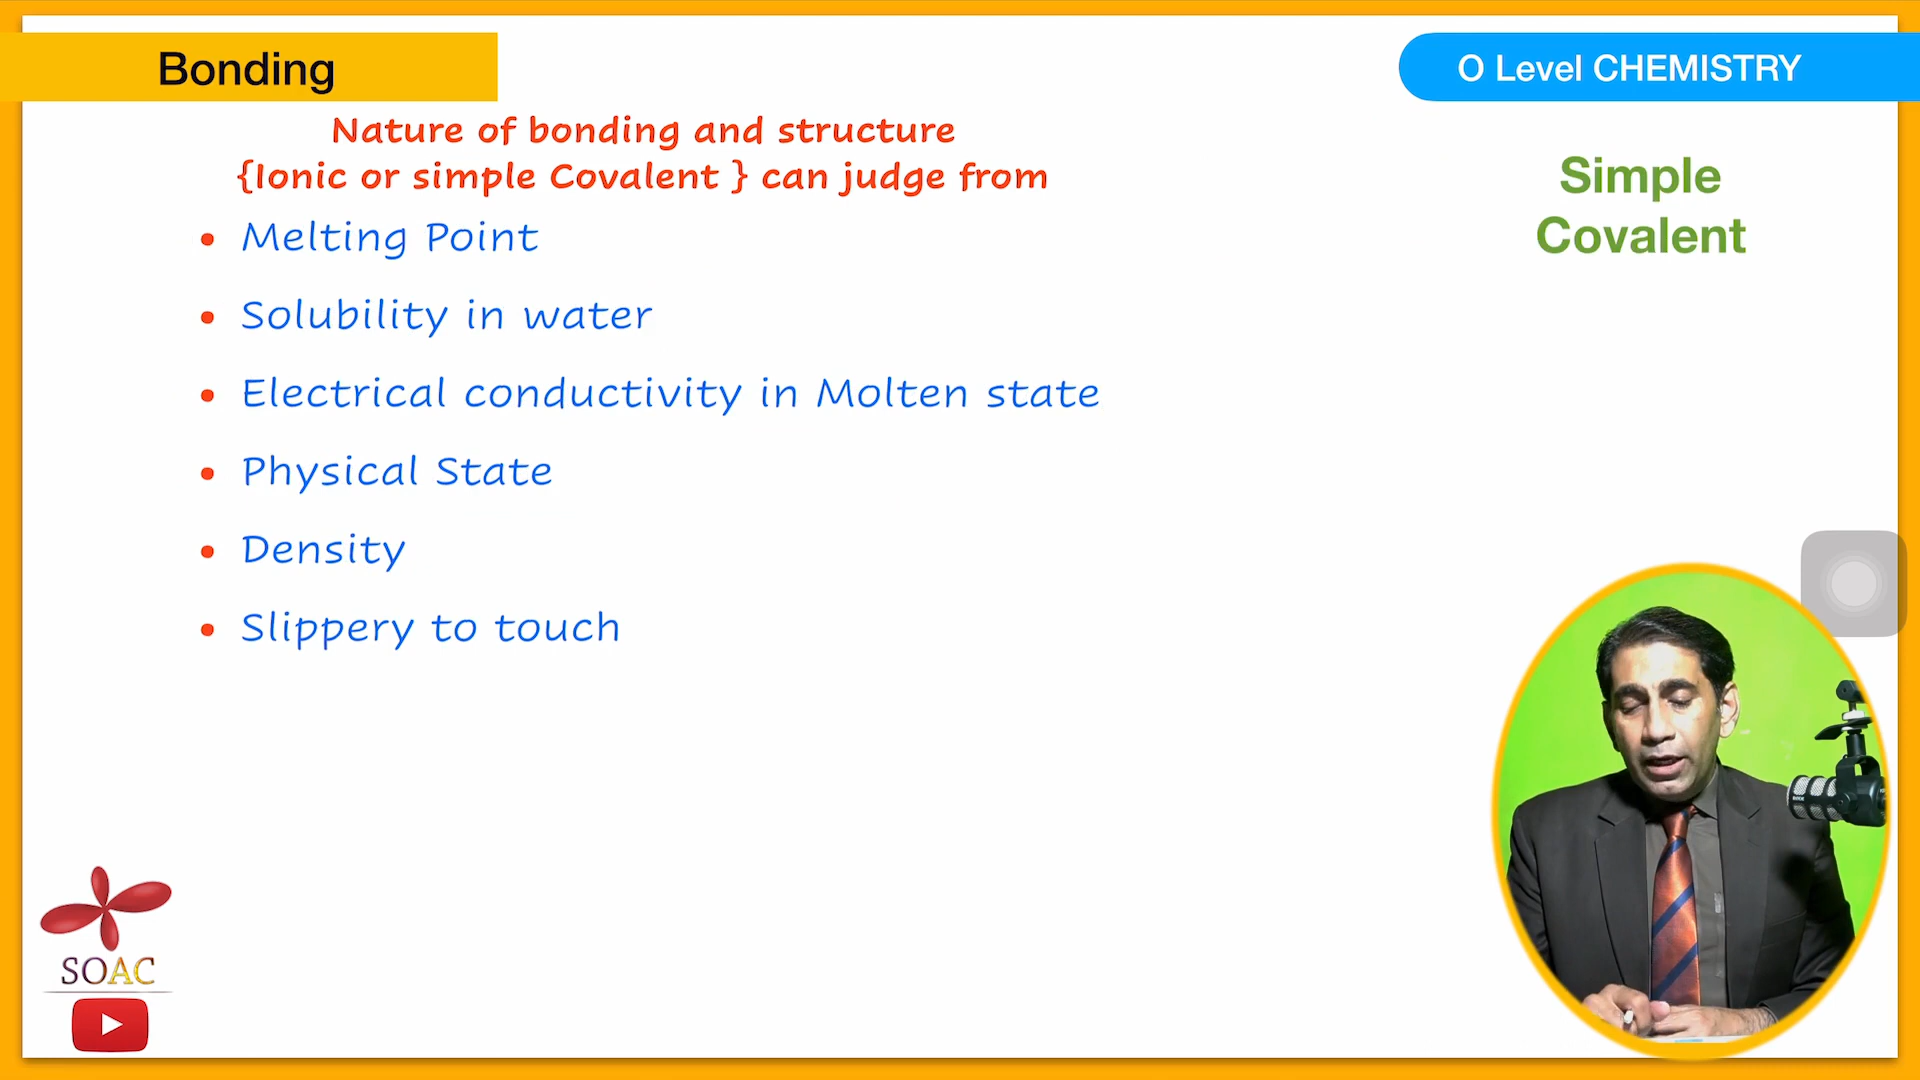 Bonding
O Level CHEMISTRY
Nature of bonding and structure
{Ionic or simple Covalent } can judge from
Simple
Covalent
• Melting Point
• Solubility in water
• Electrical conductivity in Molten state
• Physical State
• Density
• Slippery to touch
SOAC